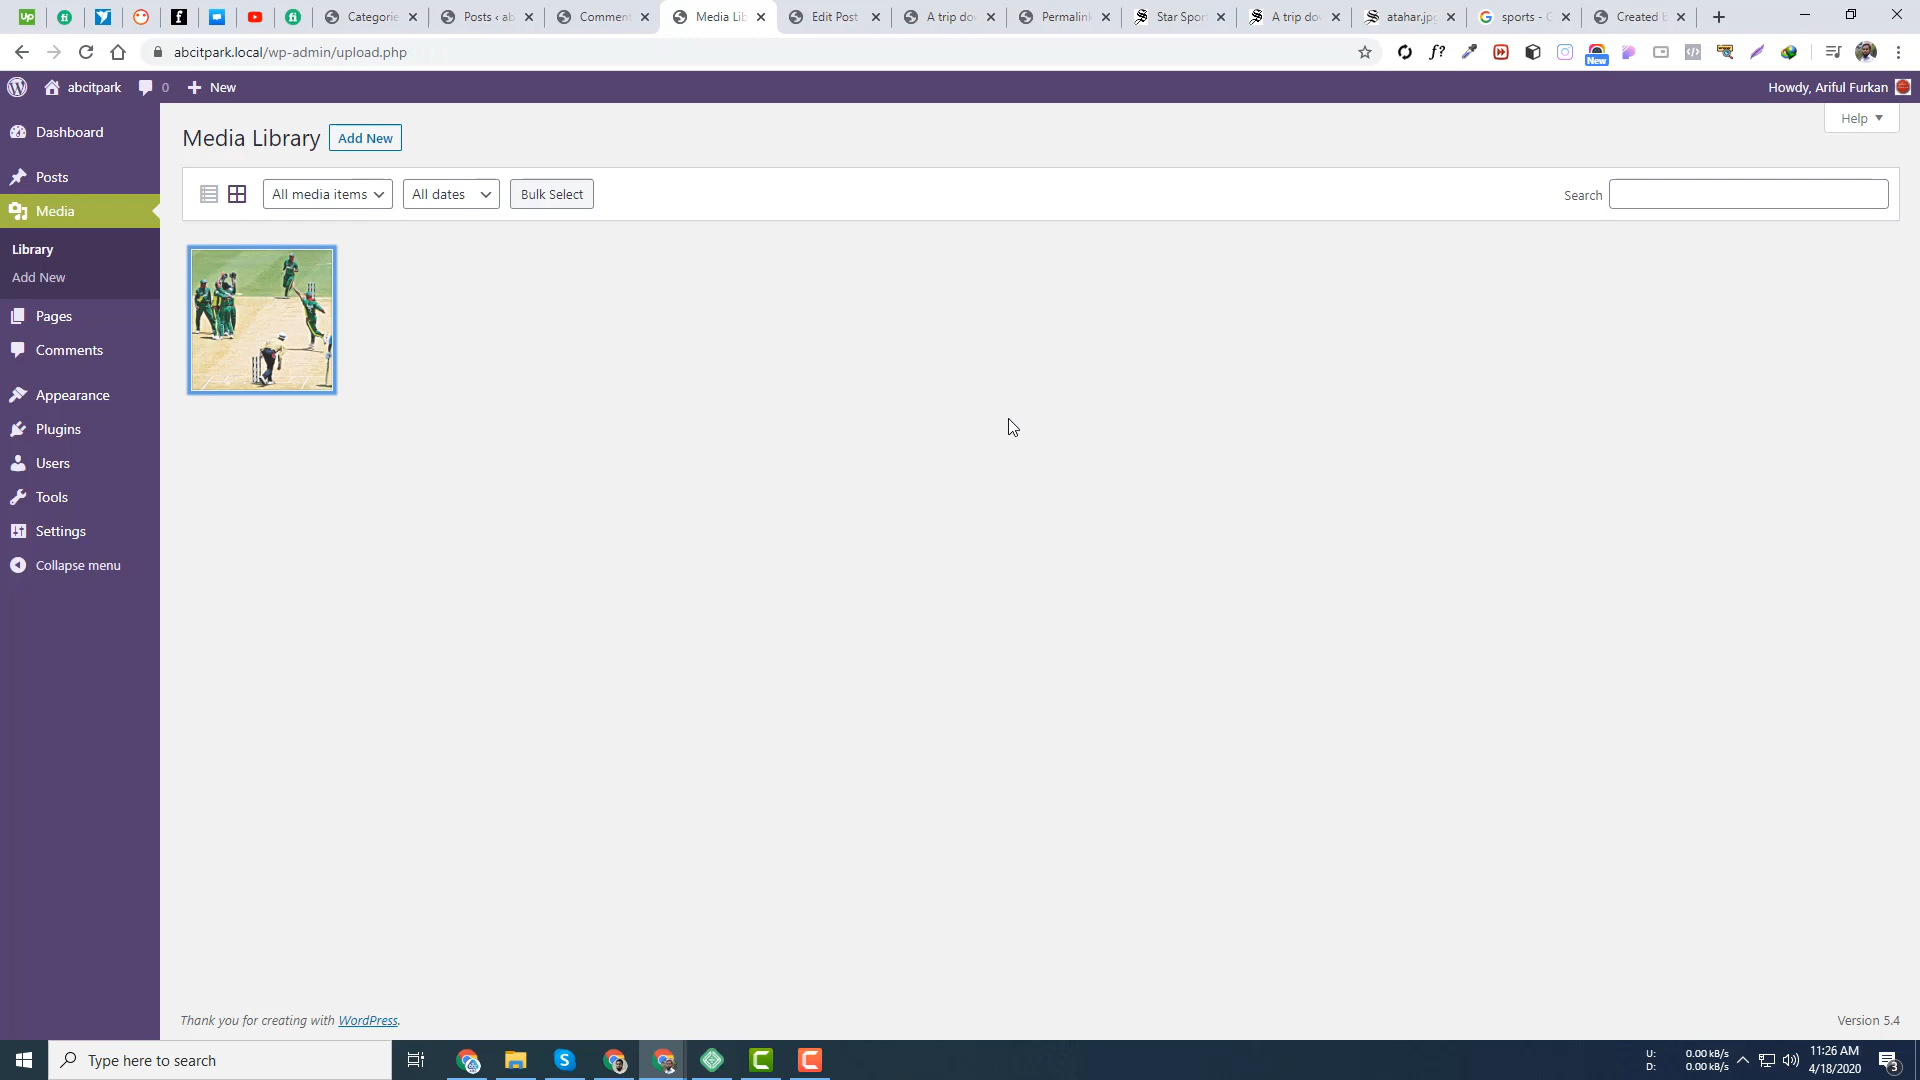 Up
Categorie
Posts ‹ ab
Comment
Media Lib
Edit Post
A trip do
Permalink
Star Spor
A trip do
atahar.jp
sports - G
Created b
abcitpark.local/wp-admin/upload.php
f?
New
abcitpark
0
New
Howdy, Ariful Furkan
Dashboard
Posts
Media
Library
Add New
Pages
Comments
Appearance
Plugins
Users
Tools
Settings
Collapse menu
Help
Media Library
Add New
All media items
All dates
Bulk Select
Search
Thank you for creating with WordPress.
Version 5.4
Type here to search
U: 0.00 kB/s
D: 0.00 kB/s
11:26 AM
4/18/2020
3